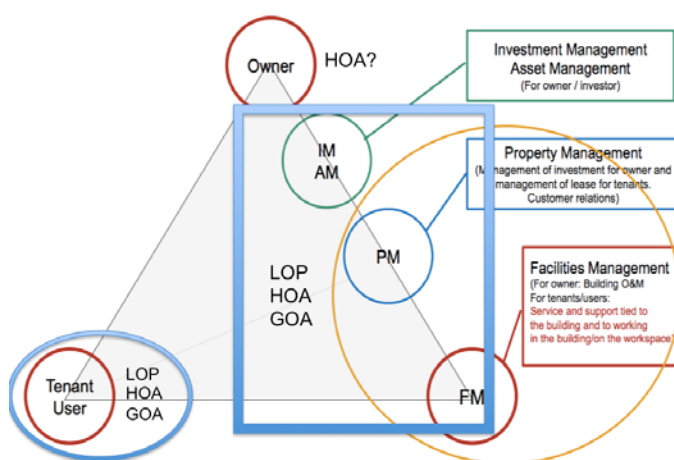 Owner
HOA?
Investment Management
Asset Management
(For owner / investor)
IM
AM
Property Management
(Management of investment for owner and
management of lease for tenants.
Customer relations)
PM
LOP
HOA
GOA
Facilities Management
(For owner: Building O&M
For tenants/users:
Service and support tied to
the building and to working
in the building/on the workspace)
Tenant
User
LOP
HOA
GOA
FM